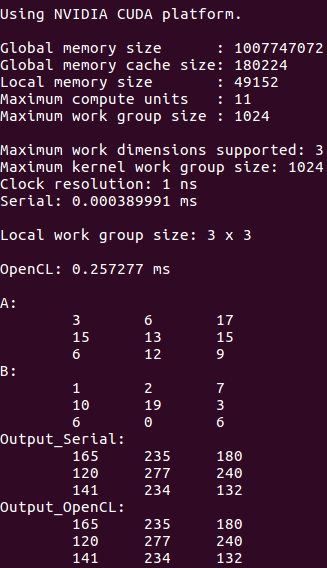 Using NVIDIA CUDA platform.
Global memory size : 1007747072
Global memory cache size: 180224
Local memory size : 49152
Maximum compute units : 11
Maximum work group size : 1024
Maximum work dimensions supported: 3
Maximum kernel work group size: 1024
Clock resolution: 1 ns
Serial: 0.000389991 ms
Local work group size: 3 x 3
OpenCL: 0.257277 ms
A:
3 6 17
15 13 15
6 12 9
B:
1 2 7
10 19 3
6 0 6
Output_Serial:
165 235 180
120 277 240
141 234 132
Output_OpenCL:
165 235 180
120 277 240
141 234 132